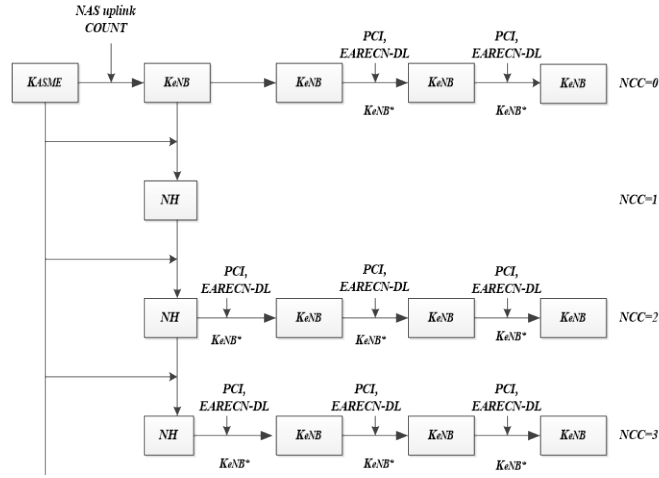 NAS uplink
COUNT
PCI,
EARECN-DL
PCI,
EARECN-DL
KASME
KeNB
KeNB
KeNB
KeNB
NCC=0
KeNB*
KeNB*
NH
NCC=1
PCI,
EARECN-DL
PCI,
EARECN-DL
PCI,
EARECN-DL
NH
KeNB
KeNB
KeNB
NCC=2
KeNB*
KeNB*
KeNB*
PCI,
EARECN-DL
PCI,
EARECN-DL
PCI,
EARECN-DL
NH
KeNB
KeNB
KeNB
NCC=3
KeNB*
KeNB*
KeNB*